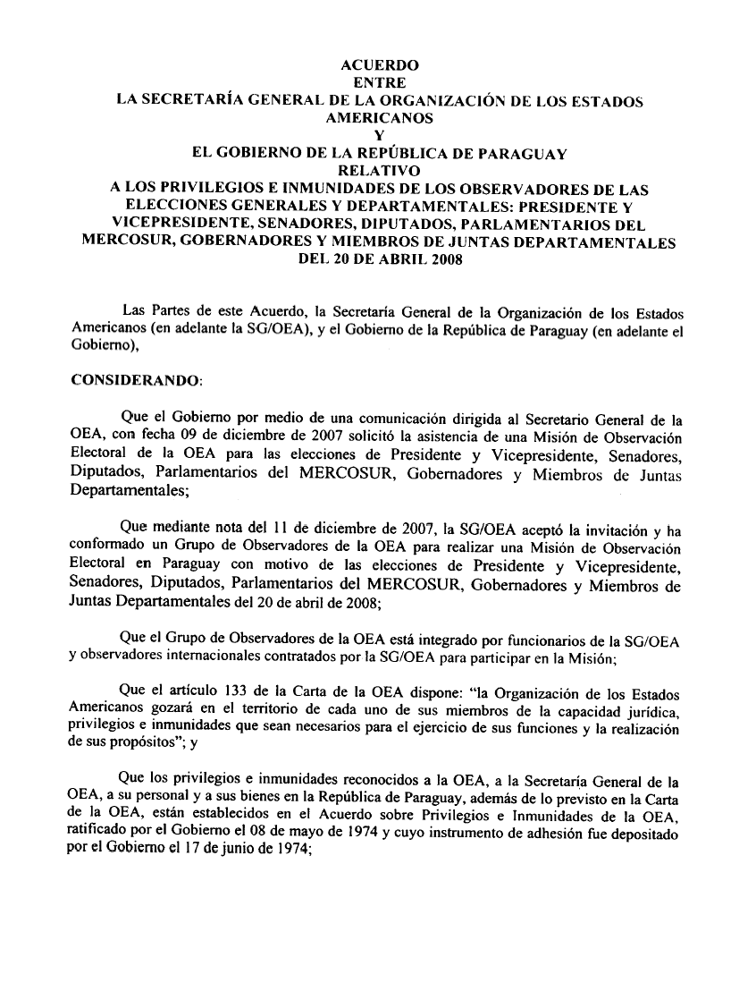 ACUERDO
ENTRE
LA SECRETARÍA GENERAL DE LA ORGANIZACIÓN DE LOS ESTADOS
AMERICANOS
Y
EL GOBIERNO DE LA REPÚBLICA DE PARAGUAY
RELATIVO
A LOS PRIVILEGIOS E INMUNIDADES DE LOS OBSERVADORES DE LAS
ELECCIONES GENERALES Y DEPARTAMENTALES: PRESIDENTE Y
VICEPRESIDENTE, SENADORES, DIPUTADOS, PARLAMENTARIOS DEL
MERCOSUR, GOBERNADORES Y MIEMBROS DE JUNTAS DEPARTAMENTALES
DEL 20 DE ABRIL 2008
Las Partes de este Acuerdo, la Secretaría General de la Organización de los Estados
Americanos (en adelante la SG/OEA), y el Gobierno de la República de Paraguay (en adelante el
Gobierno),
CONSIDERANDO:
Que el Gobierno por medio de una comunicación dirigida al Secretario General de la
OEA, con fecha 09 de diciembre de 2007 solicitó la asistencia de una Misión de Observación
Electoral de la OEA para las elecciones de Presidente y Vicepresidente, Senadores,
Diputados, Parlamentarios del MERCOSUR, Gobernadores y Miembros de Juntas
Departamentales;
Que mediante nota del 11 de diciembre de 2007, la SG/OEA aceptó la invitación y ha
conformado un Grupo de Observadores de la OEA para realizar una Misión de Observación
Electoral en Paraguay con motivo de las elecciones de Presidente y Vicepresidente,
Senadores, Diputados, Parlamentarios del MERCOSUR, Gobernadores y Miembros de
Juntas Departamentales del 20 de abril de 2008;
Que el Grupo de Observadores de la OEA está integrado por funcionarios de la SG/OEA
y observadores internacionales contratados por la SG/OEA para participar en la Misión;
Que el artículo 133 de la Carta de la OEA dispone: “la Organización de los Estados
Americanos gozará en el territorio de cada uno de sus miembros de la capacidad jurídica,
privilegios e inmunidades que sean necesarios para el ejercicio de sus funciones y la realización
de sus propósitos”; y
Que los privilegios e inmunidades reconocidos a la OEA, a la Secretaría General de la
OEA, a su personal y a sus bienes en la República de Paraguay, además de lo previsto en la Carta
de la OEA, están establecidos en el Acuerdo sobre Privilegios e Inmunidades de la OEA,
ratificado por el Gobierno el 08 de mayo de 1974 y cuyo instrumento de adhesión fue depositado
por el Gobierno el 17 de junio de 1974;